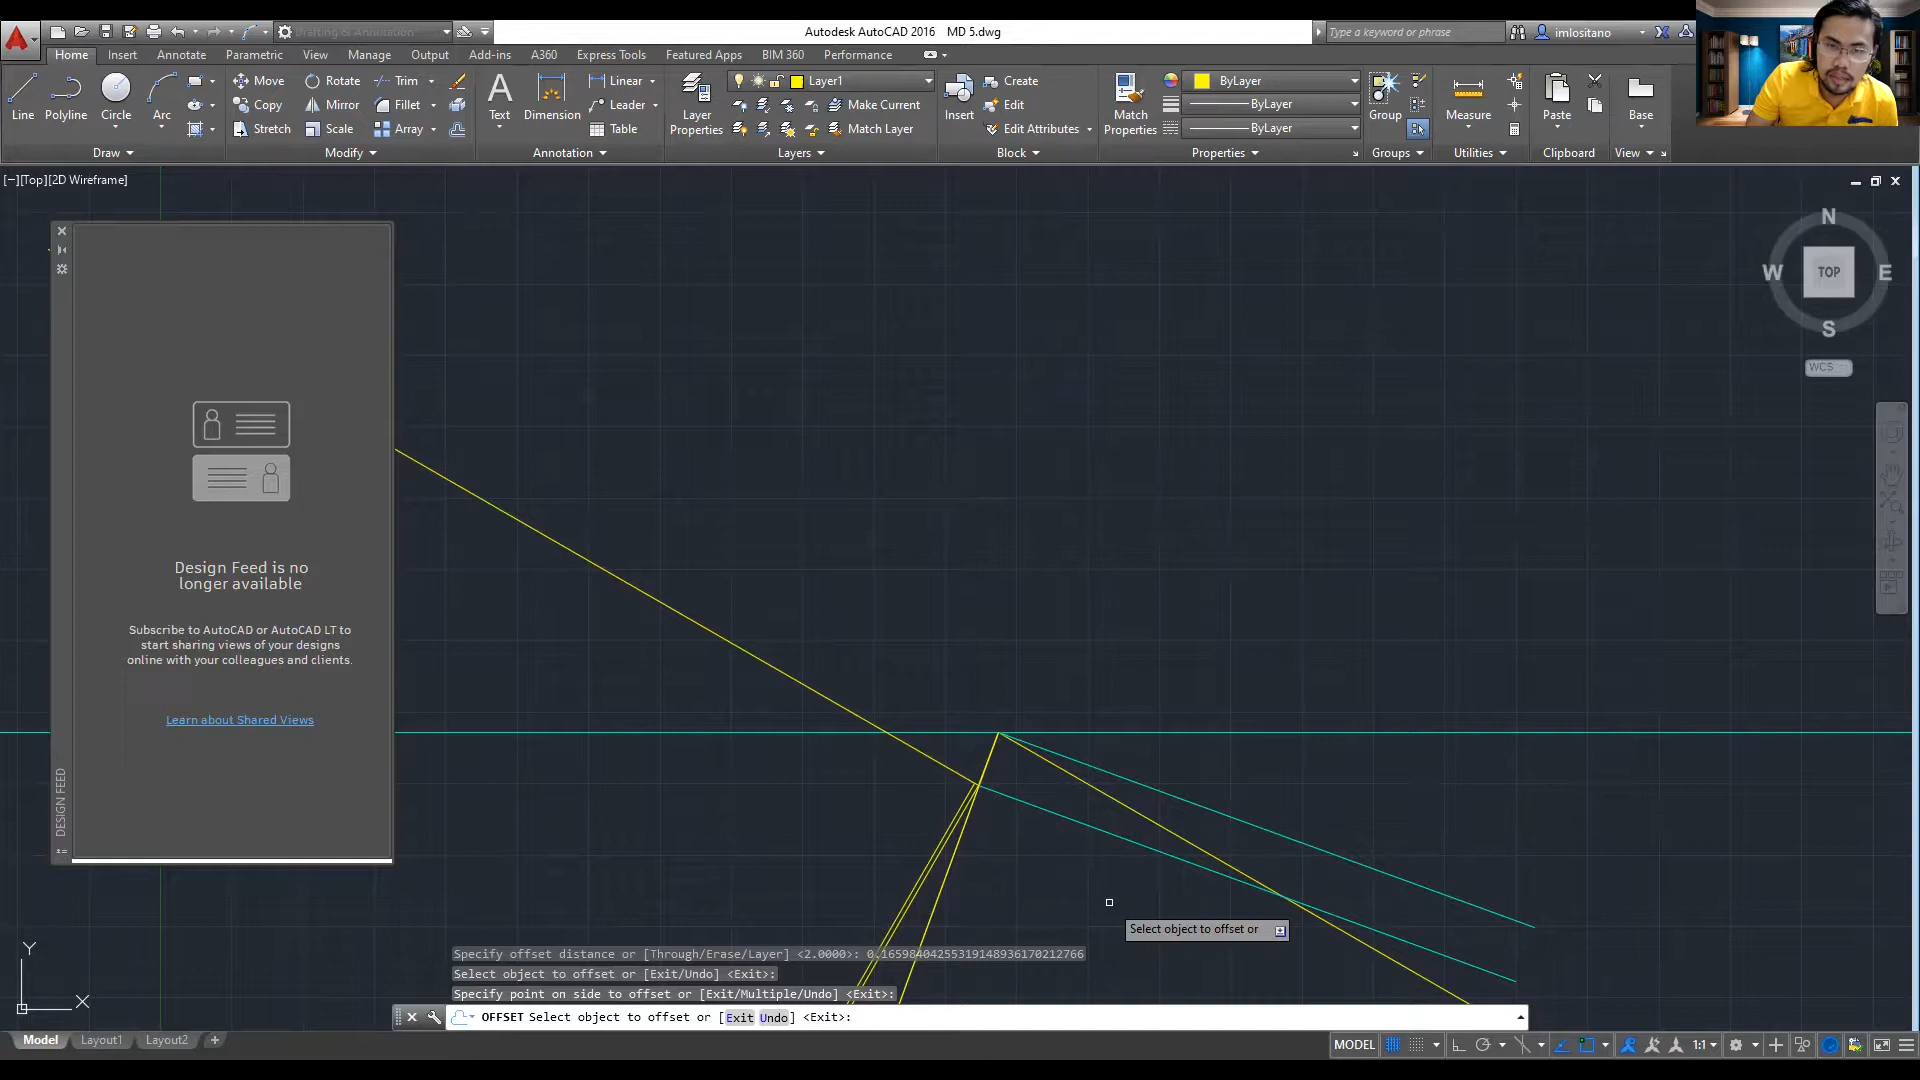 Drafting & Annotation
Autodesk AutoCAD 2016 MD 5.dwg
Type a keyword or phrase
imlositano
Home Insert Annotate Parametric View Manage Output Add-ins A360 Express Tools Featured Apps BIM 360 Performance
Line Polyline Circle Arc
Move Rotate Trim
Copy Mirror Fillet
Stretch Scale Array
Text Dimension
Linear
Leader
Table
Layer Properties
Layer1
Make Current
Match Layer
Insert
Create
Edit
Edit Attributes
Match Properties
ByLayer
ByLayer
ByLayer
Group
Measure
Paste
Base
Draw Modify Annotation Layers Block Properties Groups Utilities Clipboard View
[−][Top][2D Wireframe]
N
W TOP E
S
WCS
Design Feed is no
longer available
Subscribe to AutoCAD or AutoCAD LT to
start sharing views of your designs
online with your colleagues and clients.
Learn about Shared Views
DESIGN FEED
Select object to offset or
Y
X
Specify offset distance or [Through/Erase/Layer] <2.0000>: 0.1659840425531914893617021276​6
Select object to offset or [Exit/Undo] <Exit>:
Specify point on side to offset or [Exit/Multiple/Undo] <Exit>:
OFFSET Select object to offset or [Exit Undo] <Exit>:
Model Layout1 Layout2 +
MODEL 1:1